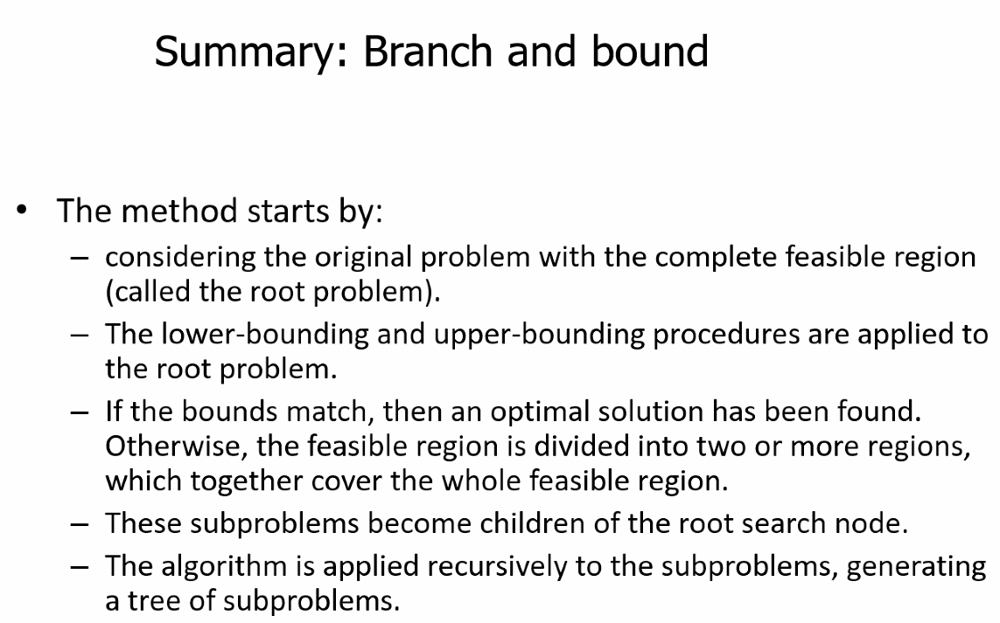 Summary: Branch and bound
• The method starts by:
– considering the original problem with the complete feasible region
(called the root problem).
– The lower-bounding and upper-bounding procedures are applied to
the root problem.
– If the bounds match, then an optimal solution has been found.
Otherwise, the feasible region is divided into two or more regions,
which together cover the whole feasible region.
– These subproblems become children of the root search node.
– The algorithm is applied recursively to the subproblems, generating
a tree of subproblems.